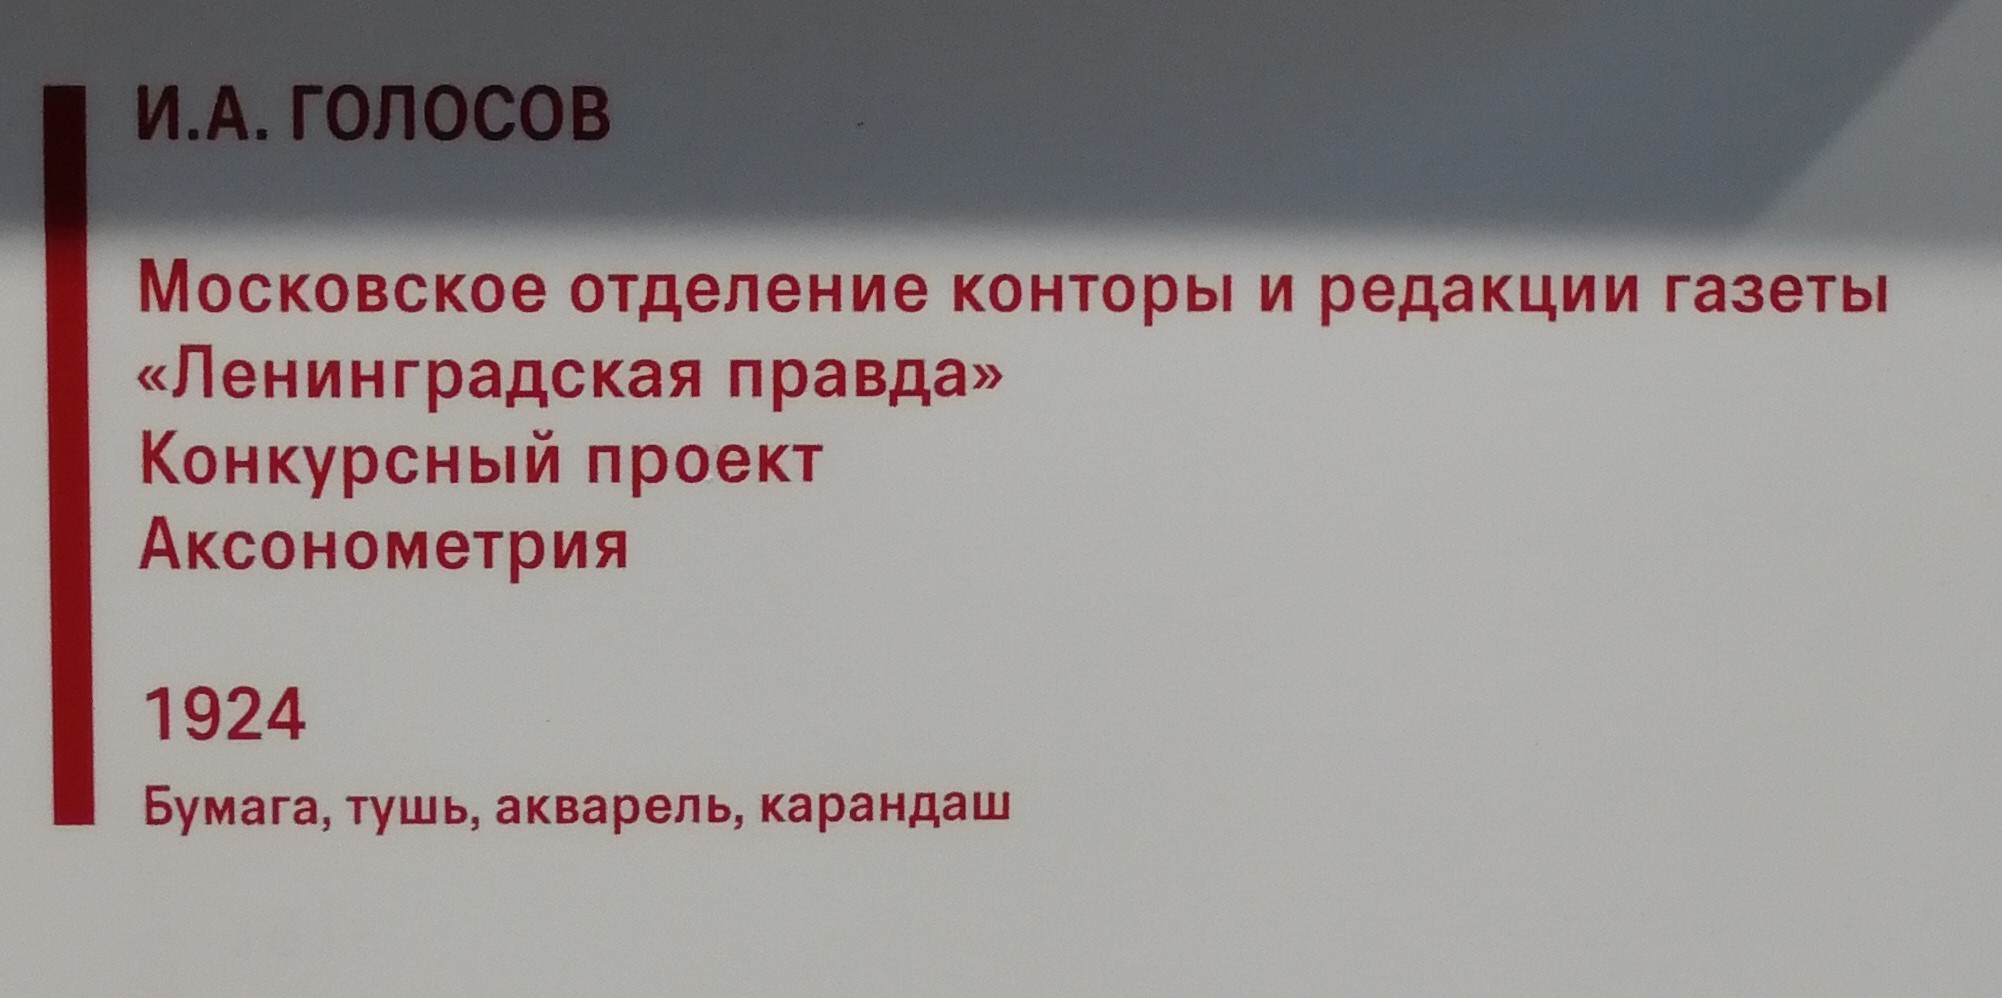 И.А. ГОЛОСОВ
Московское отделение конторы и редакции газеты
«Ленинградская правда»
Конкурсный проект
Аксонометрия
1924
Бумага, тушь, акварель, карандаш